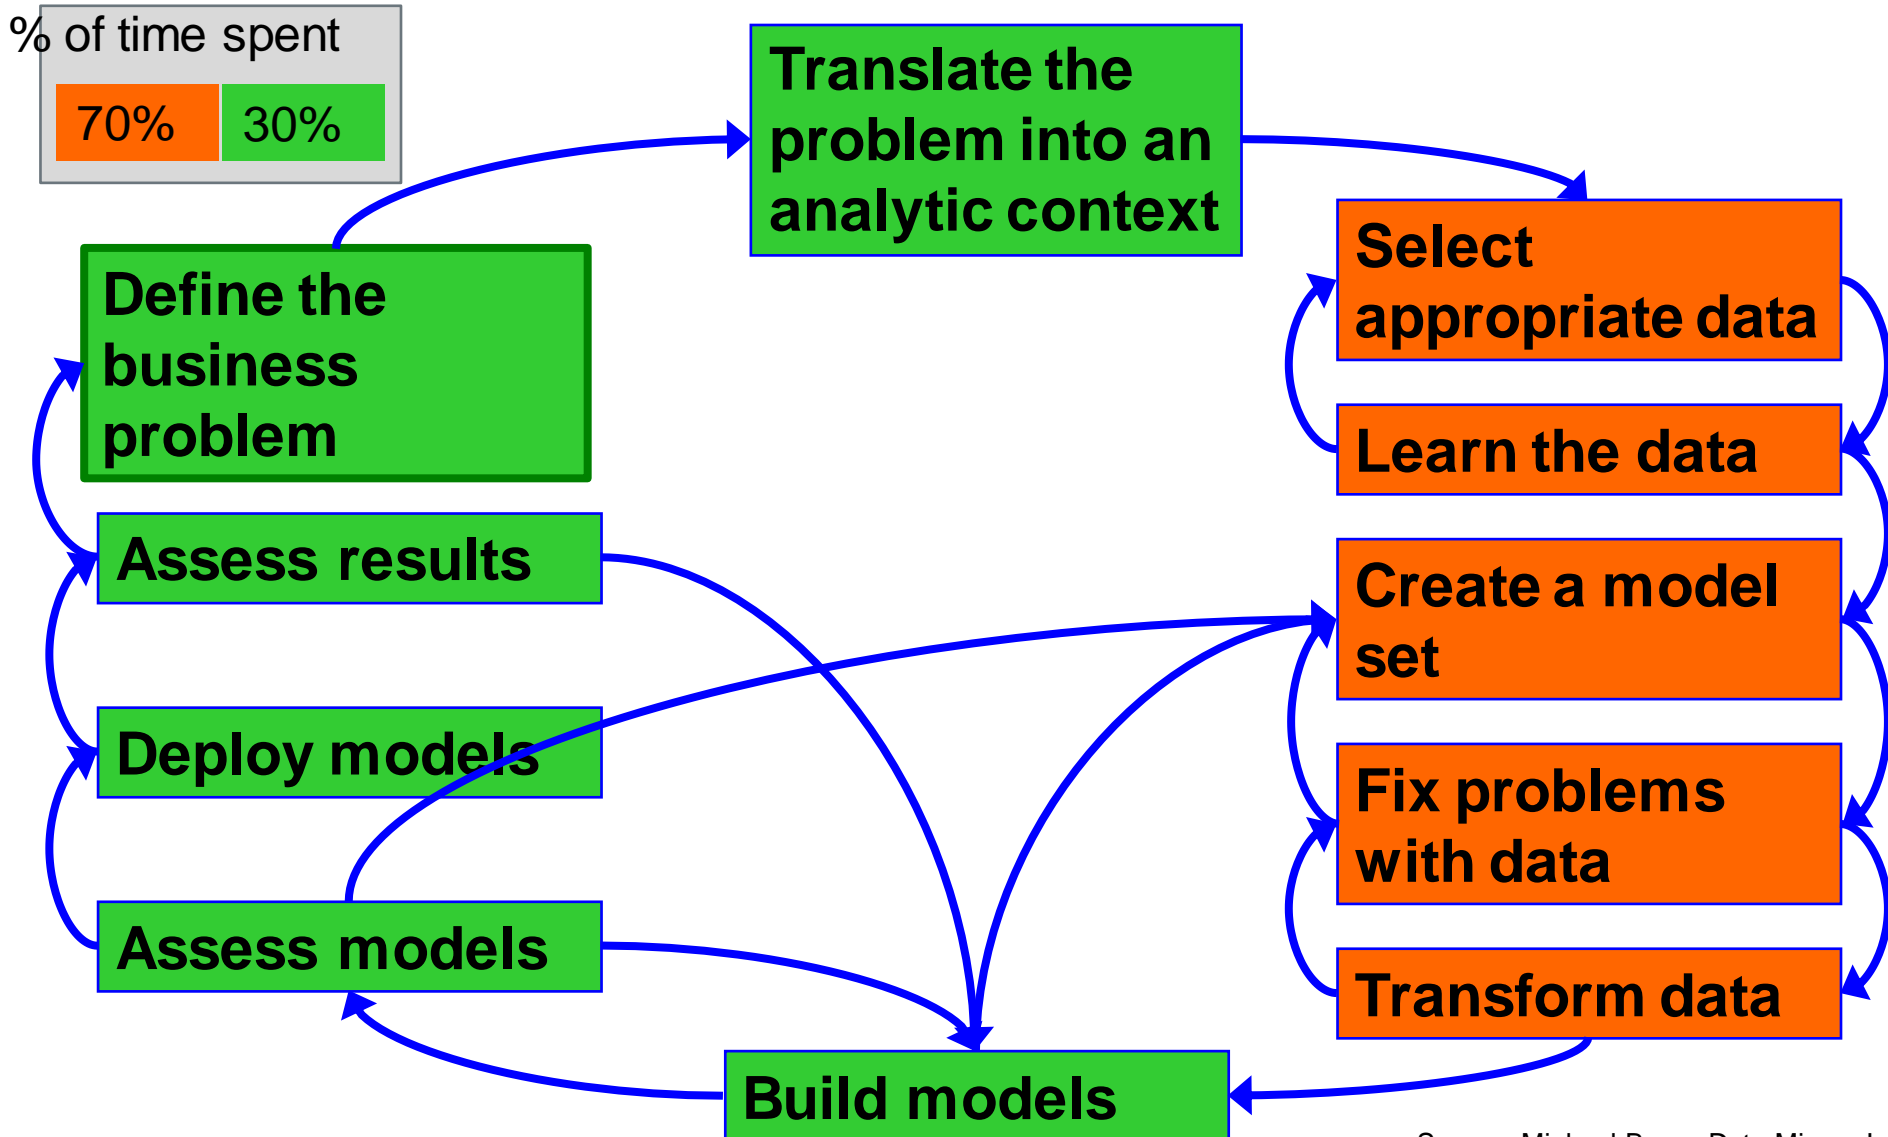 % of time spent
70% 30%
Translate the
problem into an
analytic context
Define the
business
problem
Select
appropriate data
Learn the data
Assess results
Create a model
set
Deploy models
Fix problems
with data
Assess models
Transform data
Build models